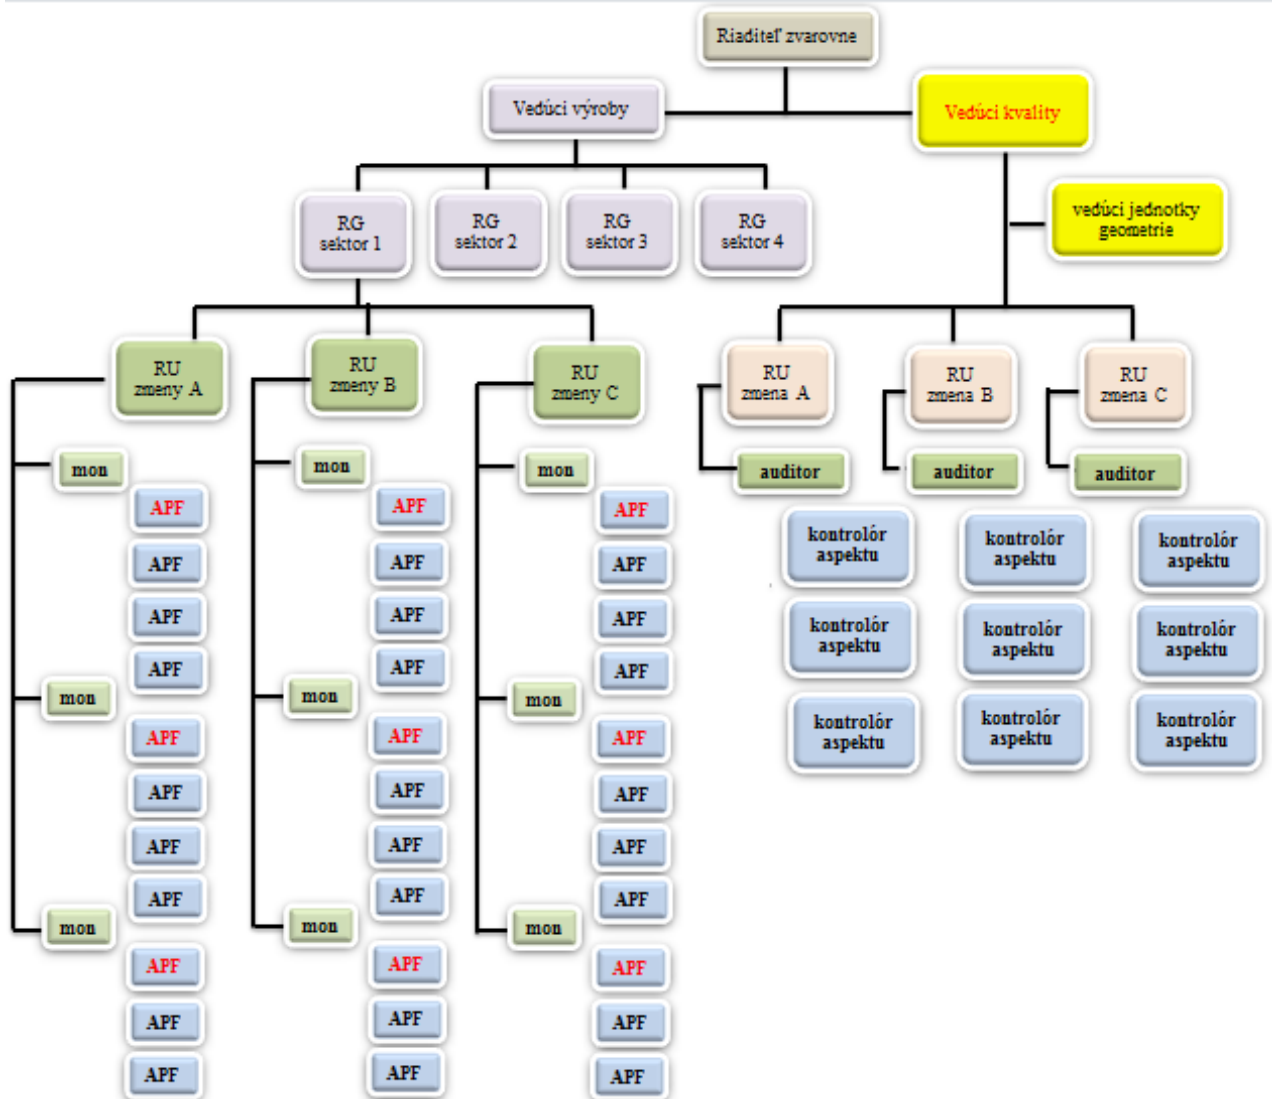 Riaditeľ zvarovne
Vedúci výroby
Vedúci kvality
vedúci jednotky
geometrie
RG
sektor 1
RG
sektor 2
RG
sektor 3
RG
sektor 4
RU
zmeny A
RU
zmeny B
RU
zmeny C
RU
zmena A
RU
zmena B
RU
zmena C
mon
APF
APF
APF
APF
mon
APF
APF
APF
APF
mon
APF
APF
APF
mon
APF
APF
APF
APF
mon
APF
APF
APF
APF
mon
APF
APF
APF
mon
APF
APF
APF
APF
mon
APF
APF
APF
APF
mon
APF
APF
APF
auditor
kontrolór
aspektu
kontrolór
aspektu
kontrolór
aspektu
auditor
kontrolór
aspektu
kontrolór
aspektu
kontrolór
aspektu
auditor
kontrolór
aspektu
kontrolór
aspektu
kontrolór
aspektu